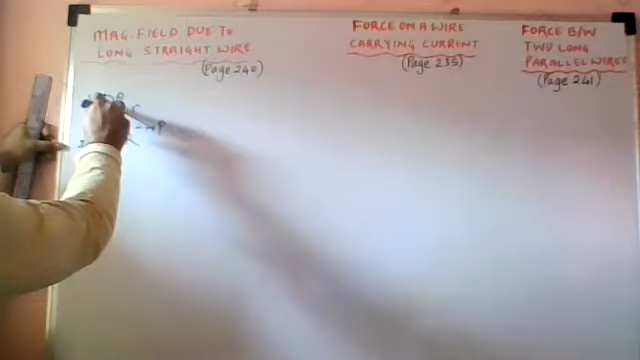 MAG. FIELD DUE TO
LONG STRAIGHT WIRE
(Page 240)
FORCE ON A WIRE
CARRYING CURRENT
(Page 235)
FORCE B/W
TWO LONG
PARALLEL WIRES
(Page 241)
P